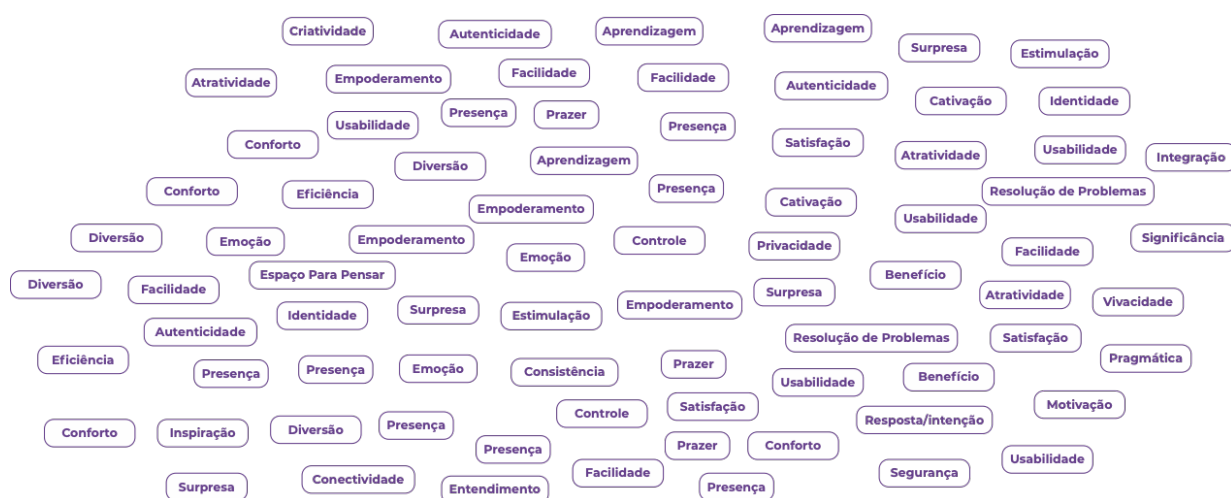 Criatividade
Autenticidade
Aprendizagem
Aprendizagem
Surpresa
Estimulação
Atratividade
Empoderamento
Facilidade
Facilidade
Autenticidade
Cativação
Identidade
Presença
Prazer
Usabilidade
Presença
Conforto
Satisfação
Usabilidade
Atratividade
Integração
Diversão
Aprendizagem
Conforto
Eficiência
Presença
Resolução de Problemas
Cativação
Empoderamento
Usabilidade
Diversão
Emoção
Empoderamento
Controle
Privacidade
Significância
Facilidade
Emoção
Espaço Para Pensar
Benefício
Diversão
Facilidade
Surpresa
Atratividade
Vivacidade
Identidade
Surpresa
Estimulação
Empoderamento
Autenticidade
Resolução de Problemas
Satisfação
Eficiência
Pragmática
Presença
Presença
Emoção
Consistência
Prazer
Usabilidade
Benefício
Controle
Satisfação
Motivação
Conforto
Inspiração
Diversão
Presença
Resposta/intenção
Presença
Prazer
Conforto
Usabilidade
Surpresa
Conectividade
Entendimento
Facilidade
Presença
Segurança